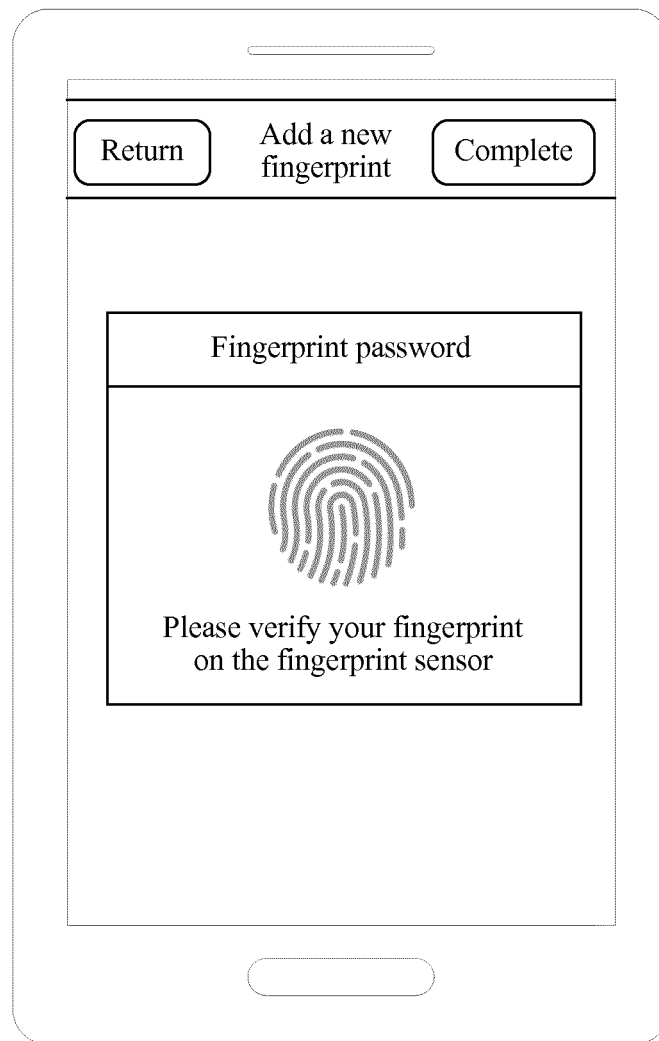 Return
Add a new
fingerprint
Complete
Fingerprint password
Please verify your fingerprint
on the fingerprint sensor